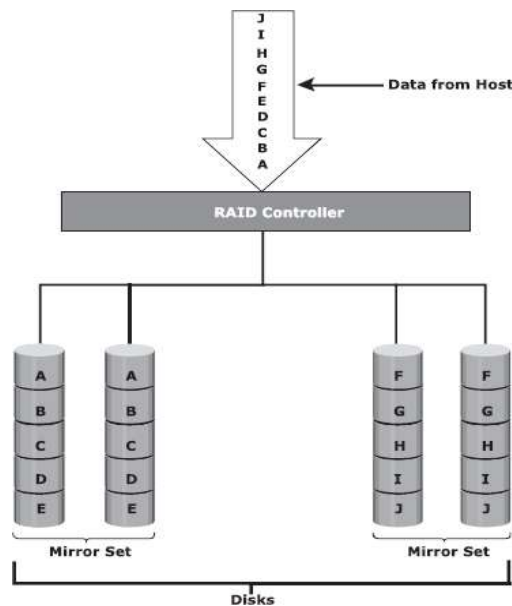 J
I
H
G
F
E
D
C
B
A
Data from Host
RAID Controller
A A F F
B B G G
C C H H
D D I I
E E J J
Mirror Set Mirror Set
Disks